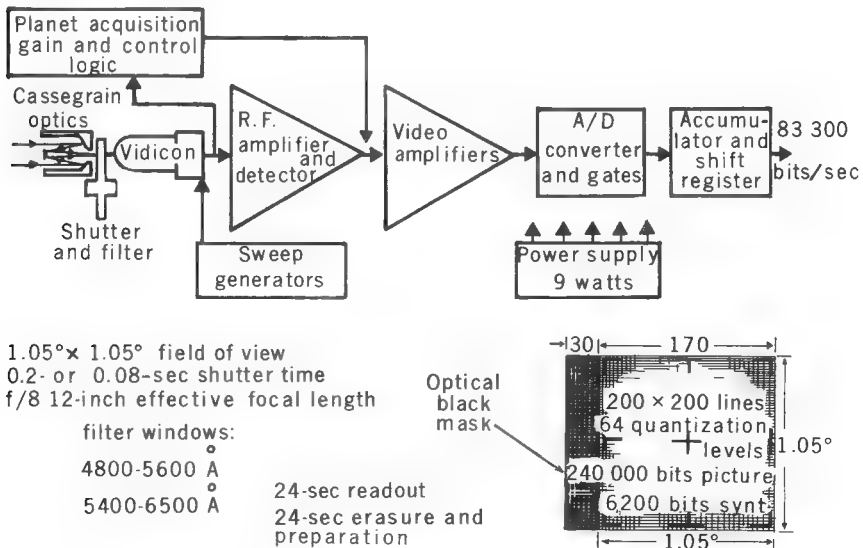 Planet acquisition
gain and control
logic
Cassegrain
optics
Vidicon
Shutter
and filter
R.F.
amplifier
and
detector
Sweep
generators
Video
amplifiers
A/D
converter
and gates
Power supply
9 watts
Accumu-
lator and
shift
register
83 300
bits/sec
1.05°× 1.05° field of view
0.2- or 0.08-sec shutter time
f/8 12-inch effective focal length
filter windows:
4800-5600 Å
5400-6500 Å
24-sec readout
24-sec erasure and
preparation
Optical
black
mask
30
170
200 × 200 lines
64 quantization
levels
240 000 bits picture
6,200 bits synt
1.05°
1.05°